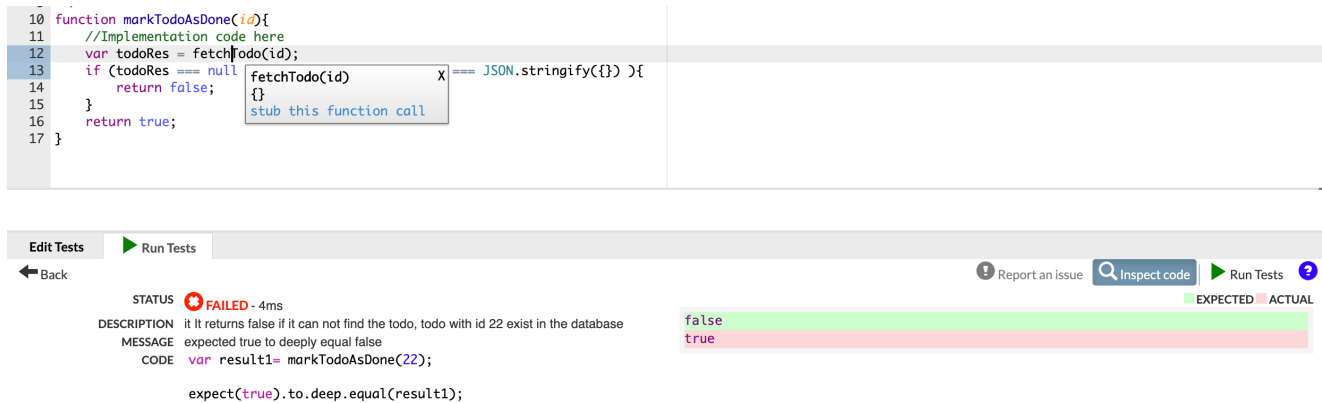 10 function markTodoAsDone(id){
11 //Implementation code here
12 var todoRes = fetchTodo(id);
13 if (todoRes === null === JSON.stringify({}) ){
fetchTodo(id) X
14 return false;
{}
15 }
stub this function call
16 return true;
17 }
Edit Tests Run Tests
Back Report an issue Inspect code Run Tests ?
STATUS FAILED - 4ms EXPECTED ACTUAL
DESCRIPTION it It returns false if it can not find the todo, todo with id 22 exist in the database false
MESSAGE expected true to deeply equal false true
CODE var result1= markTodoAsDone(22);
expect(true).to.deep.equal(result1);